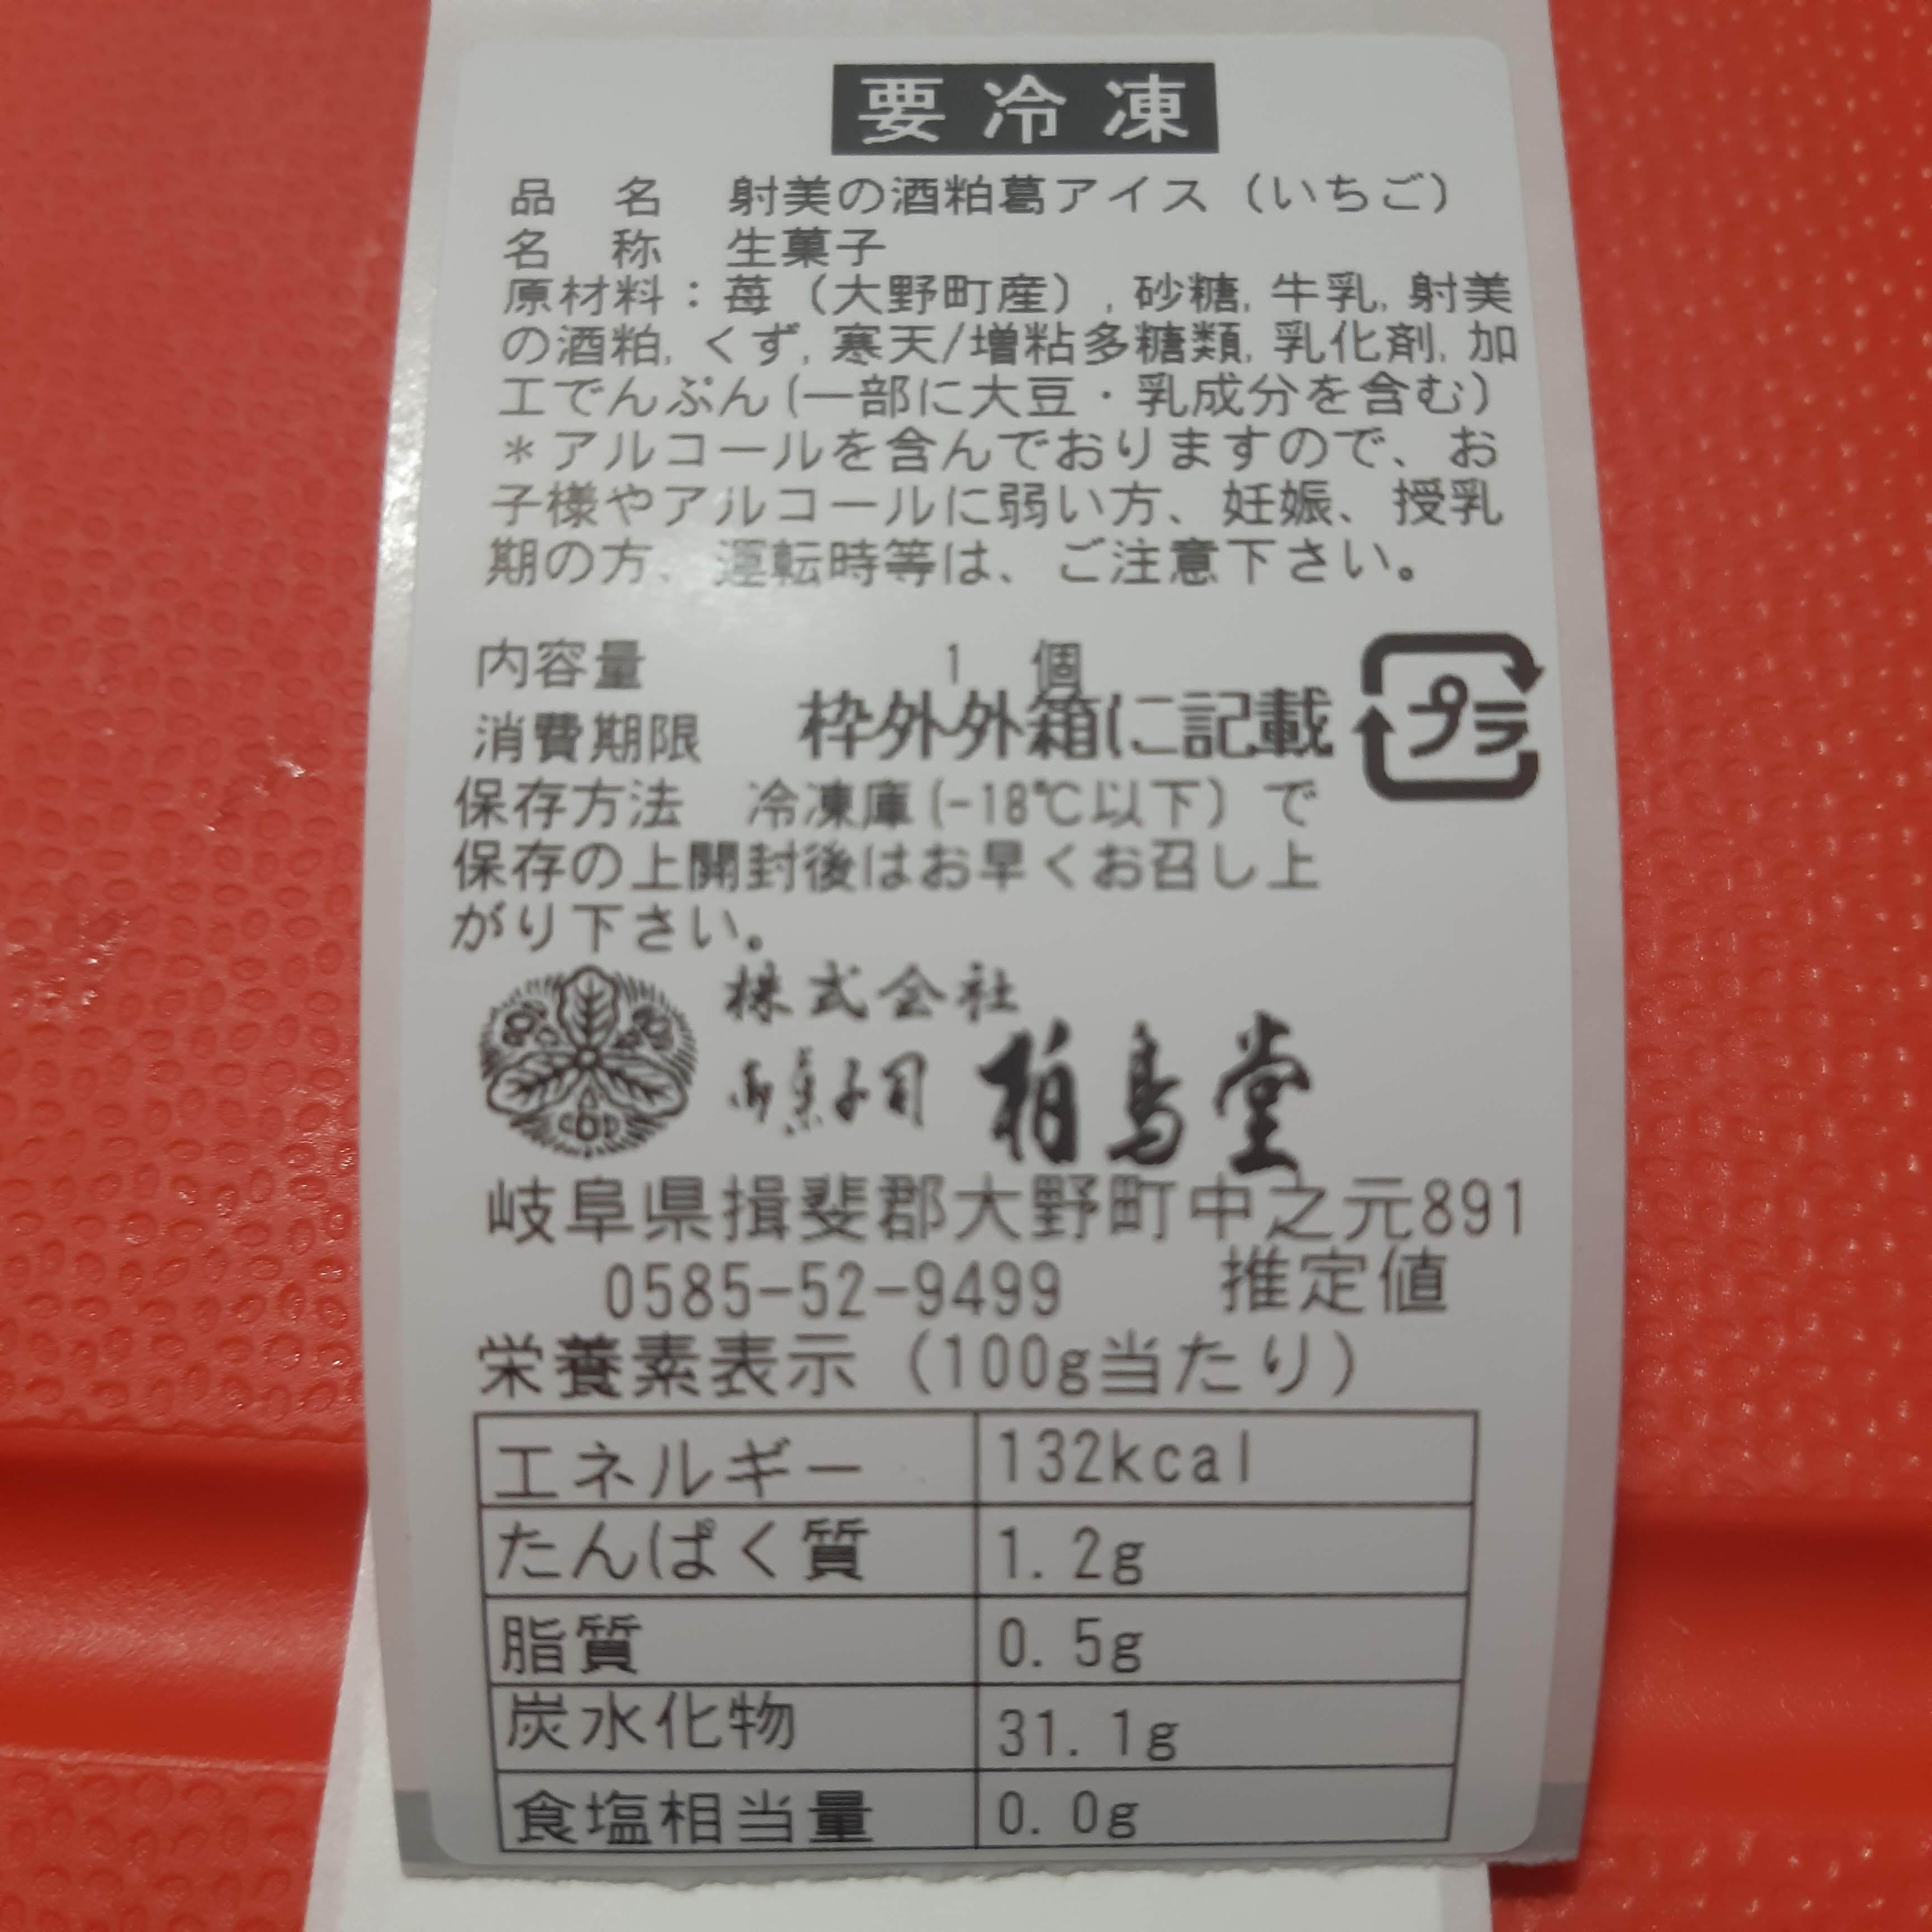 要冷凍
品 名 射美の酒粕葛アイス（いちご）
名 称 生菓子
原材料：苺（大野町産）, 砂糖, 牛乳, 射美
の酒粕, くず, 寒天/増粘多糖類, 乳化剤, 加
工でんぷん(一部に大豆・乳成分を含む)
＊アルコールを含んでおりますので、お
子様やアルコールに弱い方、妊娠、授乳
期の方、運転時等は、ご注意下さい。
内容量 1 個
消費期限 枠外外箱に記載
プラ
保存方法 冷凍庫(-18℃以下)で
保存の上開封後はお早くお召し上
がり下さい。
株式会社
御菓子司 柏島堂
岐阜県揖斐郡大野町中之元891
0585-52-9499 推定値
栄養素表示（100g当たり）
エネルギー 132kcal
たんぱく質 1.2g
脂質 0.5g
炭水化物 31.1g
食塩相当量 0.0g